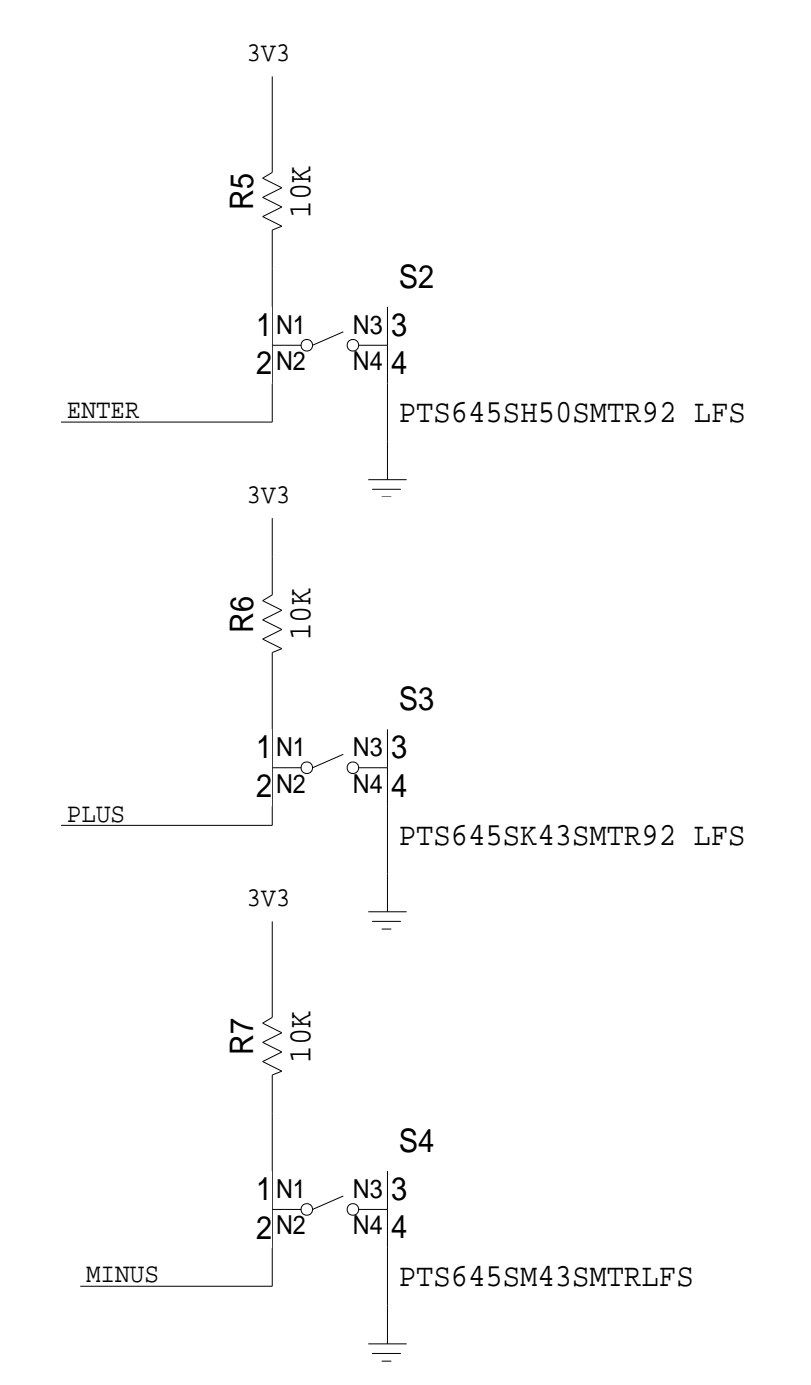 3V3
R5
10K
S2
1 N1 N3 3
2 N2 N4 4
ENTER
PTS645SH50SMTR92 LFS
3V3
R6
10K
S3
1 N1 N3 3
2 N2 N4 4
PLUS
PTS645SK43SMTR92 LFS
3V3
R7
10K
S4
1 N1 N3 3
2 N2 N4 4
MINUS
PTS645SM43SMTRLFS